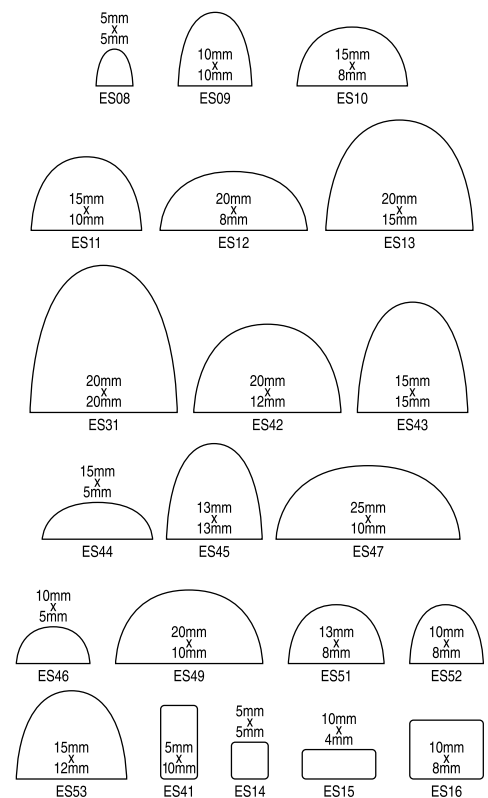 5mm
x
5mm
ES08
10mm
x
10mm
ES09
15mm
x
8mm
ES10
15mm
x
10mm
ES11
20mm
x
8mm
ES12
20mm
x
15mm
ES13
20mm
x
20mm
ES31
20mm
x
12mm
ES42
15mm
x
15mm
ES43
15mm
x
5mm
ES44
13mm
x
13mm
ES45
25mm
x
10mm
ES47
10mm
x
5mm
ES46
20mm
x
10mm
ES49
13mm
x
8mm
ES51
10mm
x
8mm
ES52
15mm
x
12mm
ES53
5mm
x
10mm
ES41
5mm
x
5mm
ES14
10mm
x
4mm
ES15
10mm
x
8mm
ES16